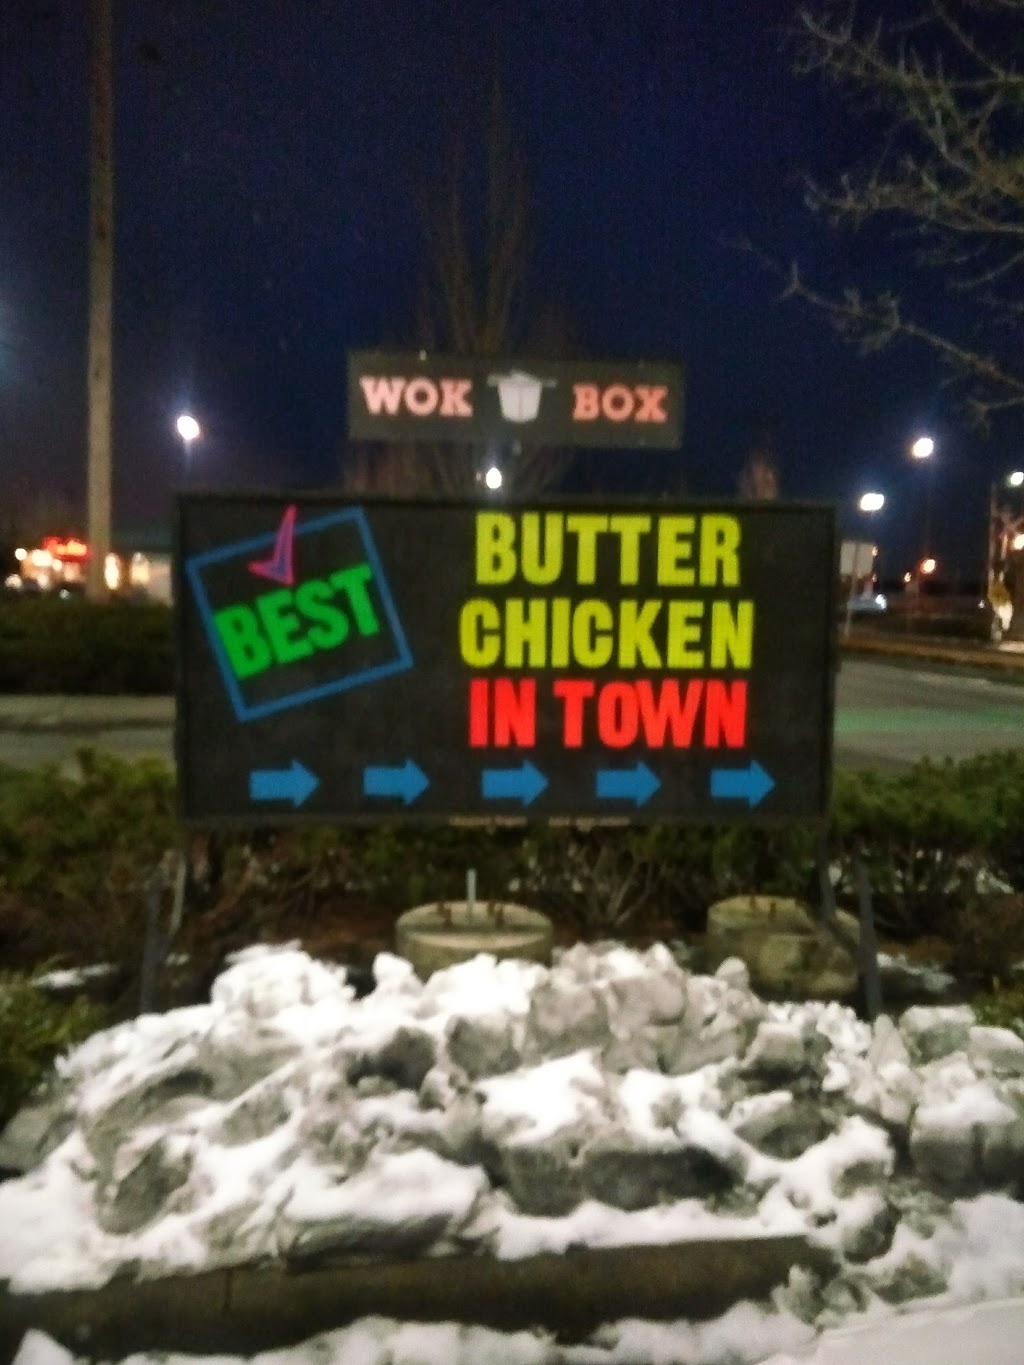 WOK BOX
BEST
BUTTER
CHICKEN
IN TOWN